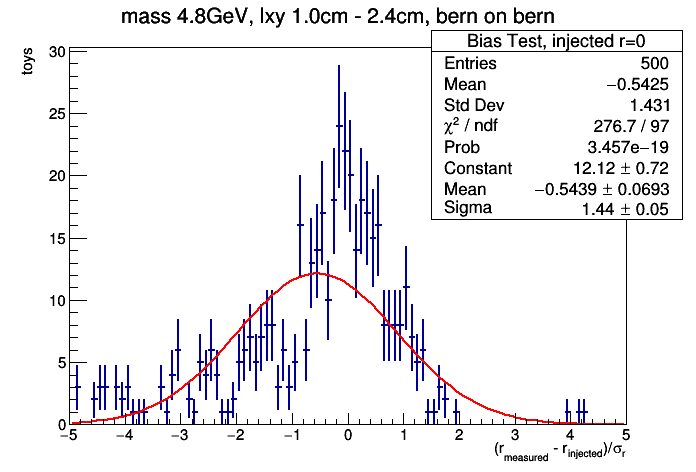 mass 4.8GeV, lxy 1.0cm - 2.4cm, bern on bern
Bias Test, injected r=0
Entries 500
Mean −0.5425
Std Dev 1.431
χ² / ndf 276.7 / 97
Prob 3.457e−19
Constant 12.12 ± 0.72
Mean −0.5439 ± 0.0693
Sigma 1.44 ± 0.05
toys
30
25
20
15
10
5
0
−5 −4 −3 −2 −1 0 1 2 3 4 5
(r_measured - r_injected)/σ_r